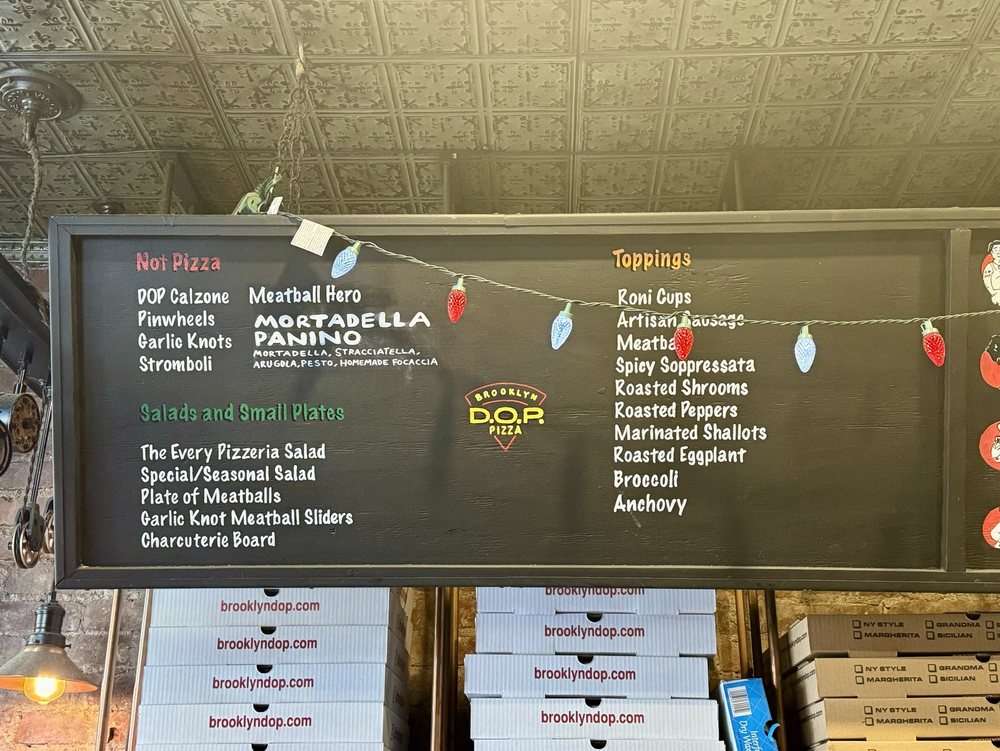 Not Pizza
DOP Calzone
Pinwheels
Garlic Knots
Stromboli
Meatball Hero
MORTADELLA
PANINO
MORTADELLA, STRACCIATELLA,
ARUGULA, PESTO, HOMEMADE FOCACCIA
Salads and Small Plates
The Every Pizzeria Salad
Special/Seasonal Salad
Plate of Meatballs
Garlic Knot Meatball Sliders
Charcuterie Board
BROOKLYN
D.O.P.
PIZZA
Toppings
Roni Cups
Artisan Sausage
Meatba
Spicy Soppressata
Roasted Shrooms
Roasted Peppers
Marinated Shallots
Roasted Eggplant
Broccoli
Anchovy
brooklyndop.com
brooklyndop.com
brooklyndop.com
brooklyndop.com
brooklyndop.com
brooklyndop.com
brooklyndop.com
brooklyndop.com
NY STYLE GRANDMA
MARGHERITA SICILIAN
NY STYLE GRANDMA
MARGHERITA SICILIAN
NY STYLE GRANDMA
MARGHERITA SICILIAN